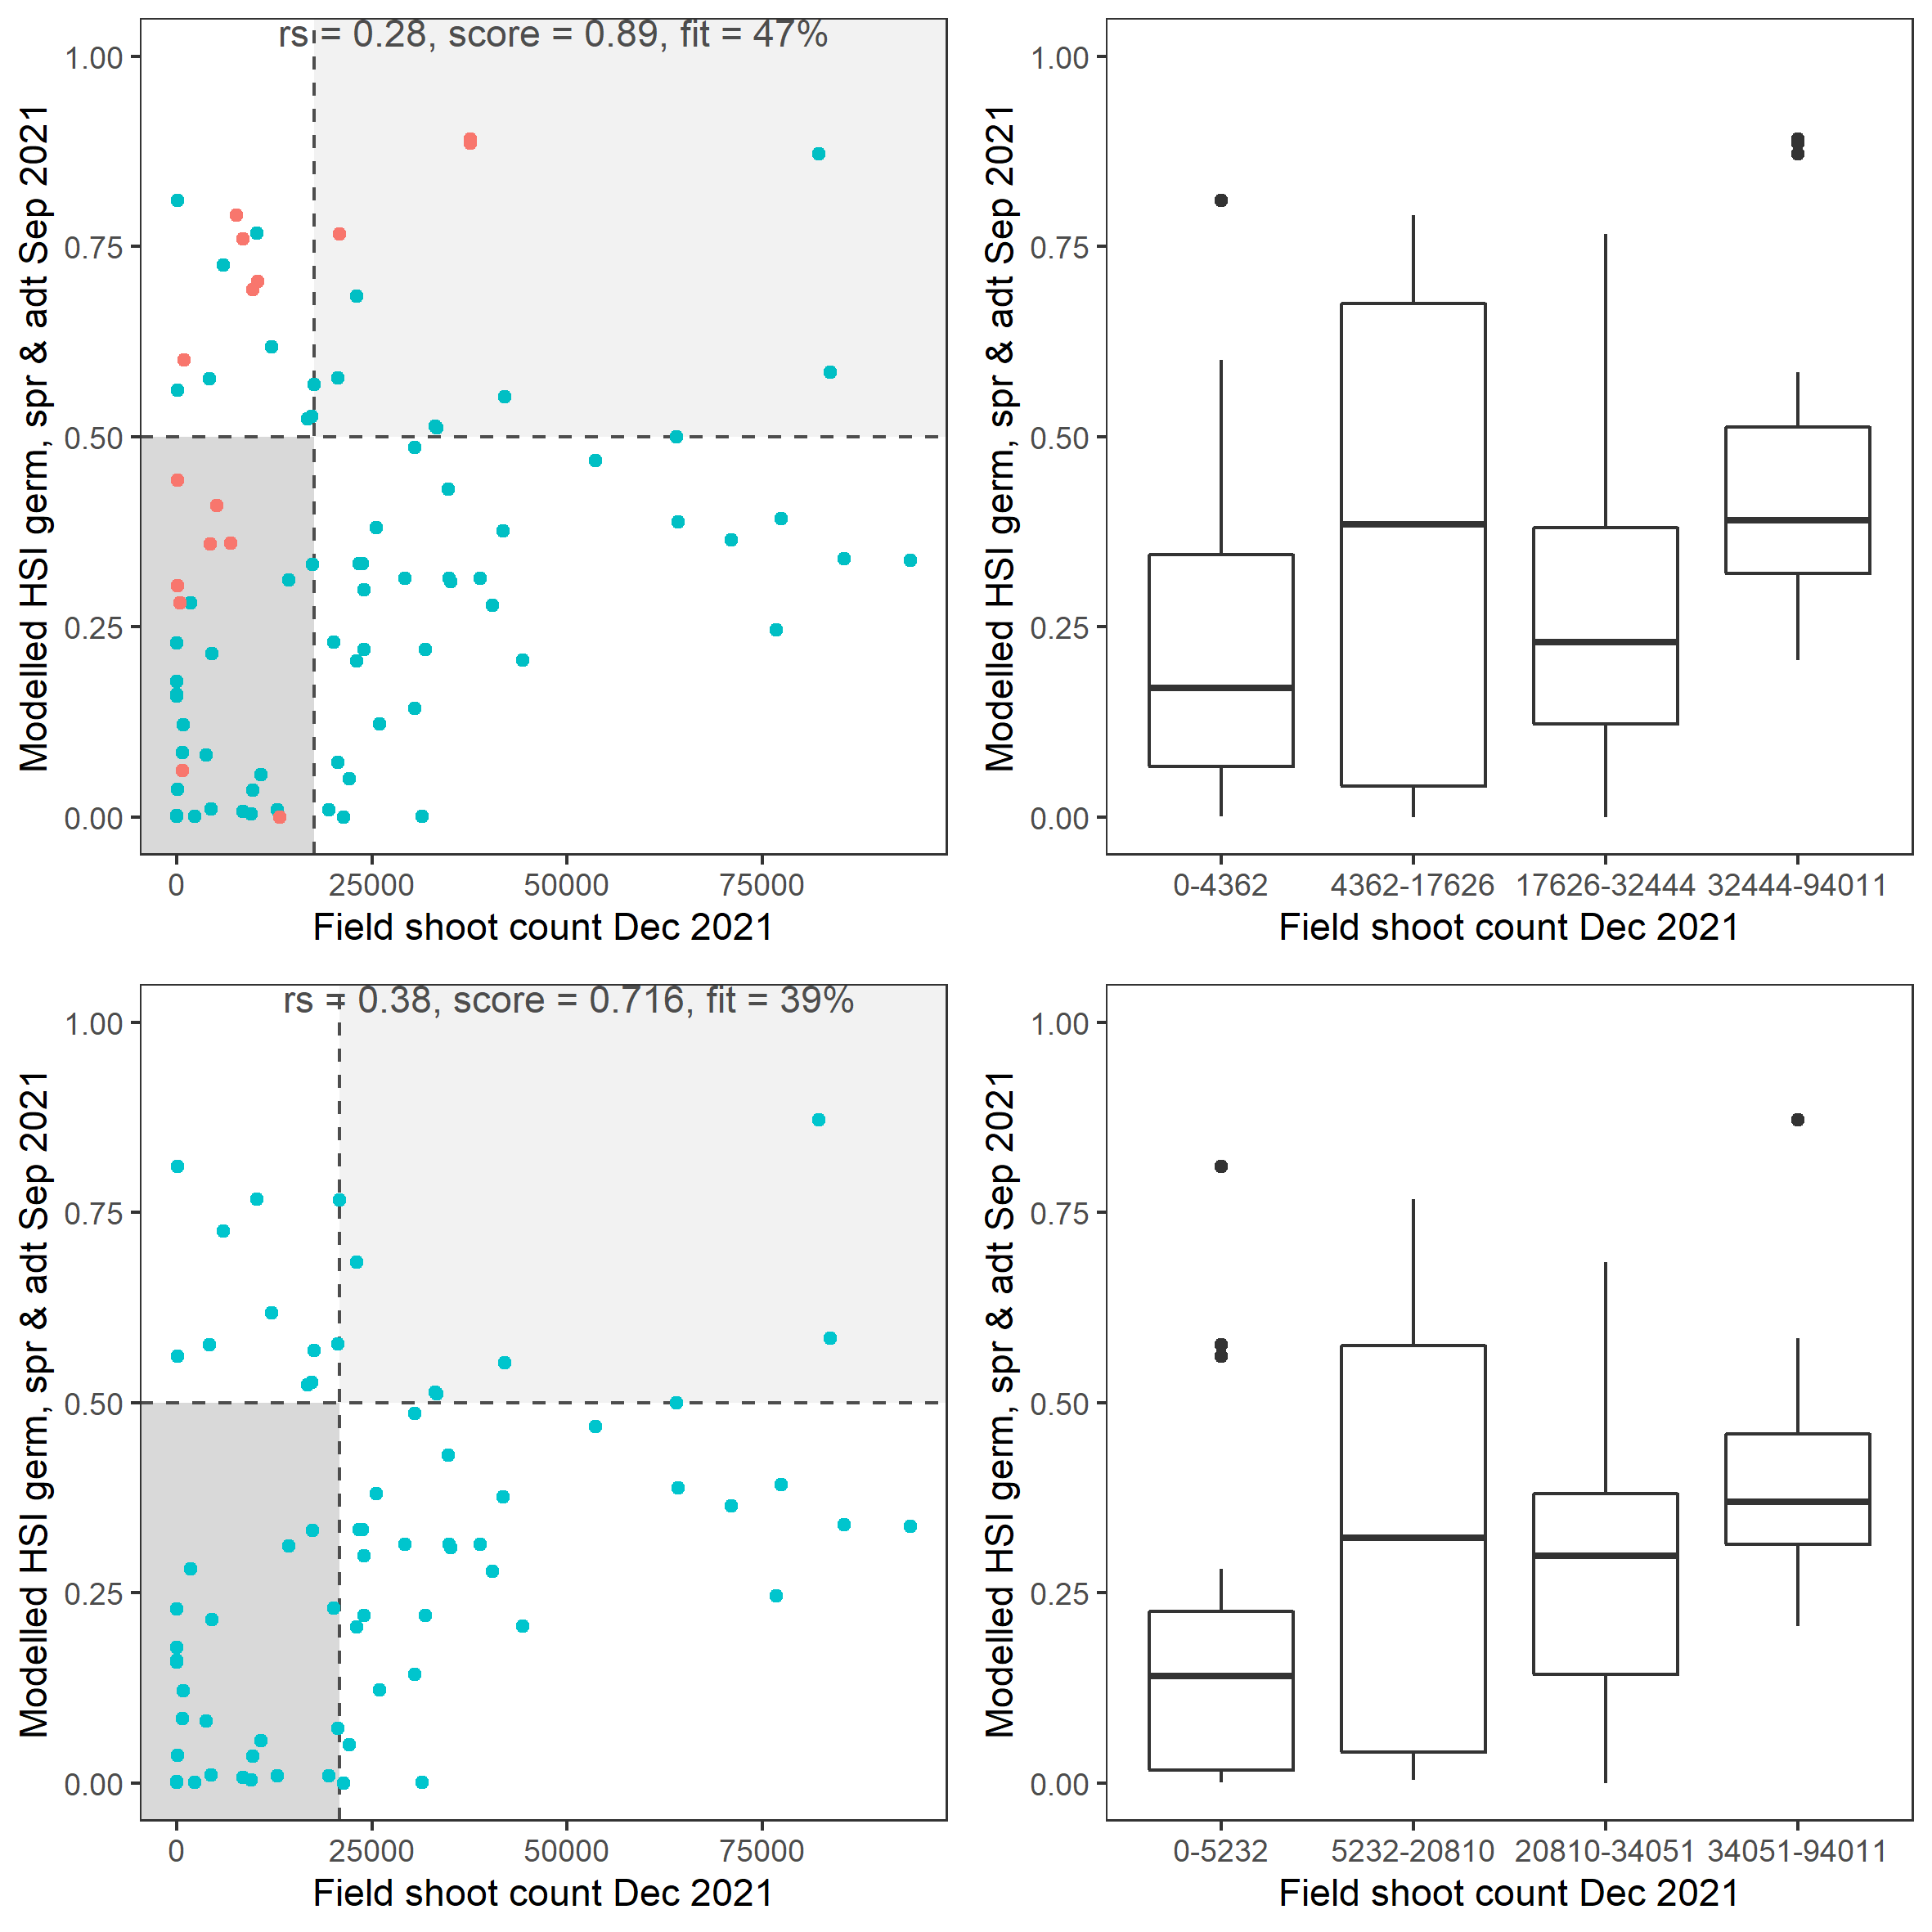 rs = 0.28, score = 0.89, fit = 47%
Modelled HSI germ, spr & adt Sep 2021
1.00
0.75
0.50
0.25
0.00
0 25000 50000 75000
Field shoot count Dec 2021
Modelled HSI germ, spr & adt Sep 2021
1.00
0.75
0.50
0.25
0.00
0-4362 4362-17626 17626-32444 32444-94011
Field shoot count Dec 2021
rs = 0.38, score = 0.716, fit = 39%
Modelled HSI germ, spr & adt Sep 2021
1.00
0.75
0.50
0.25
0.00
0 25000 50000 75000
Field shoot count Dec 2021
Modelled HSI germ, spr & adt Sep 2021
1.00
0.75
0.50
0.25
0.00
0-5232 5232-20810 20810-34051 34051-94011
Field shoot count Dec 2021